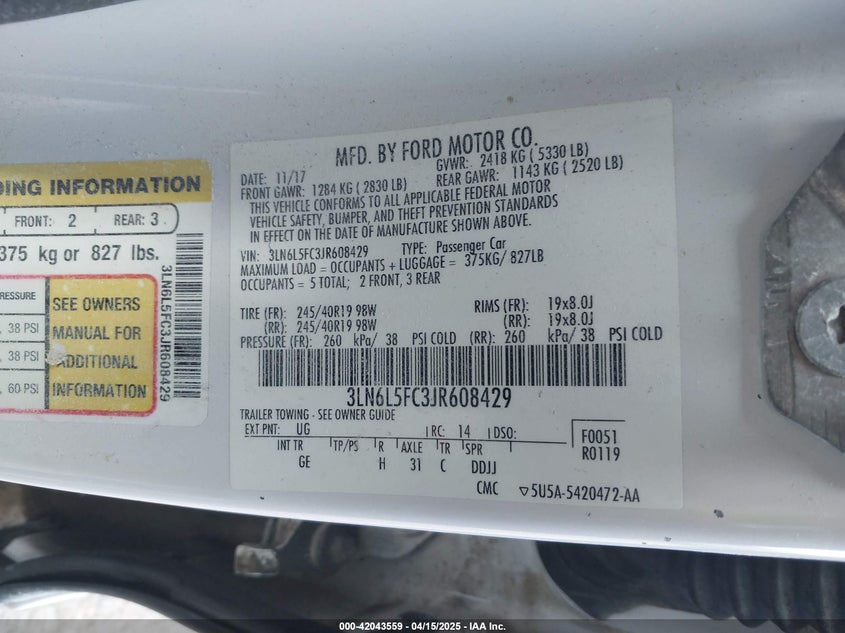 DING INFORMATION
FRONT: 2 REAR: 3
375 kg or 827 lbs.
RESSURE
38 PSI
38 PSI
60 PSI
SEE OWNERS
MANUAL FOR
ADDITIONAL
INFORMATION
3LN6L5FC3JR608429
MFD. BY FORD MOTOR CO.
DATE: 11/17 GVWR: 2418 KG ( 5330 LB)
FRONT GAWR: 1284 KG ( 2830 LB) REAR GAWR: 1143 KG ( 2520 LB)
THIS VEHICLE CONFORMS TO ALL APPLICABLE FEDERAL MOTOR
VEHICLE SAFETY, BUMPER, AND THEFT PREVENTION STANDARDS
IN EFFECT ON THE DATE OF MANUFACTURE SHOWN ABOVE.
VIN: 3LN6L5FC3JR608429 TYPE: Passenger Car
MAXIMUM LOAD = OCCUPANTS + LUGGAGE = 375KG/ 827LB
OCCUPANTS = 5 TOTAL; 2 FRONT, 3 REAR
TIRE (FR): 245/40R19 98W RIMS (FR): 19x8.0J
(RR): 245/40R19 98W (RR): 19x8.0J
PRESSURE (FR): 260 kPa/ 38 PSI COLD (RR): 260 kPa/ 38 PSI COLD
3LN6L5FC3JR608429
TRAILER TOWING - SEE OWNER GUIDE
EXT PNT: UG RC: 14 DSO: F0051
INT TR TP/PS R AXLE TR SPR R0119
GE H 31 C DDJJ
CMC ▽5U5A-5420472-AA
000-42043559 - 04/15/2025 - IAA Inc.